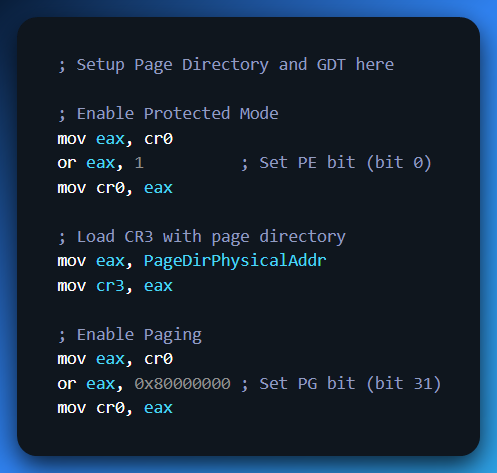 ; Setup Page Directory and GDT here
; Enable Protected Mode
mov eax, cr0
or eax, 1          ; Set PE bit (bit 0)
mov cr0, eax
; Load CR3 with page directory
mov eax, PageDirPhysicalAddr
mov cr3, eax
; Enable Paging
mov eax, cr0
or eax, 0x80000000 ; Set PG bit (bit 31)
mov cr0, eax